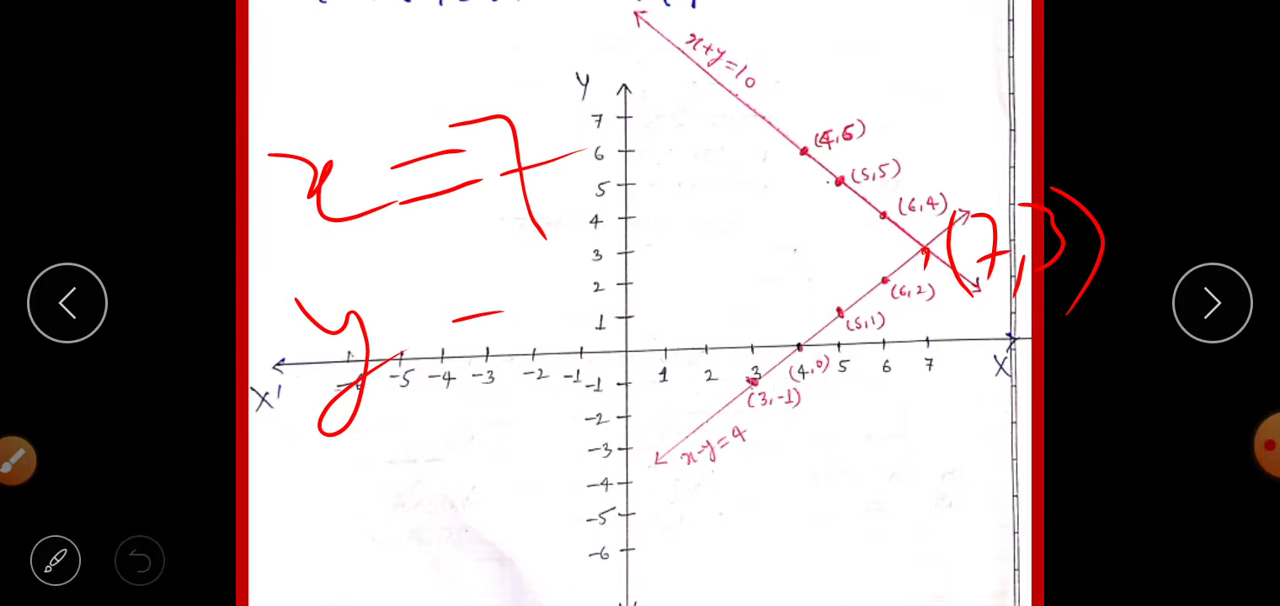 x+y=10
Y
7
6
5
4
3
2
1
-1
-2
-3
-4
-5
-6
-5 -4 -3 -2 -1 1 2 3 5 6 7
X'
X
(5,5)
(6,4)
(6,2)
(5,1)
(4,0)
(3,-1)
x-y=4
x=7
y=
(7,3)